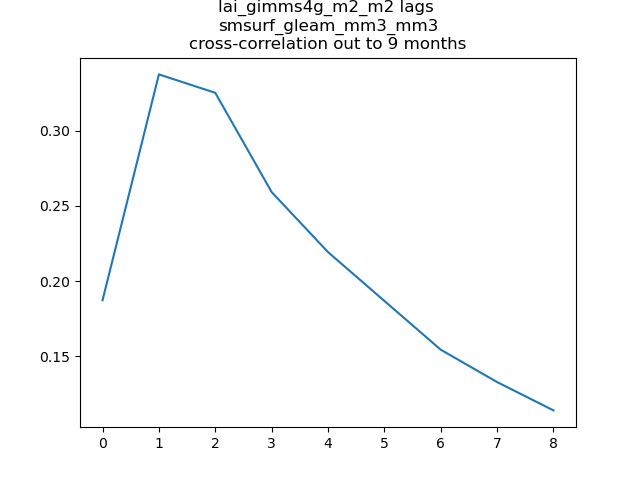 lai_gimms4g_m2_m2 lags
smsurf_gleam_mm3_mm3
cross-correlation out to 9 months
0.30
0.25
0.20
0.15
0 1 2 3 4 5 6 7 8